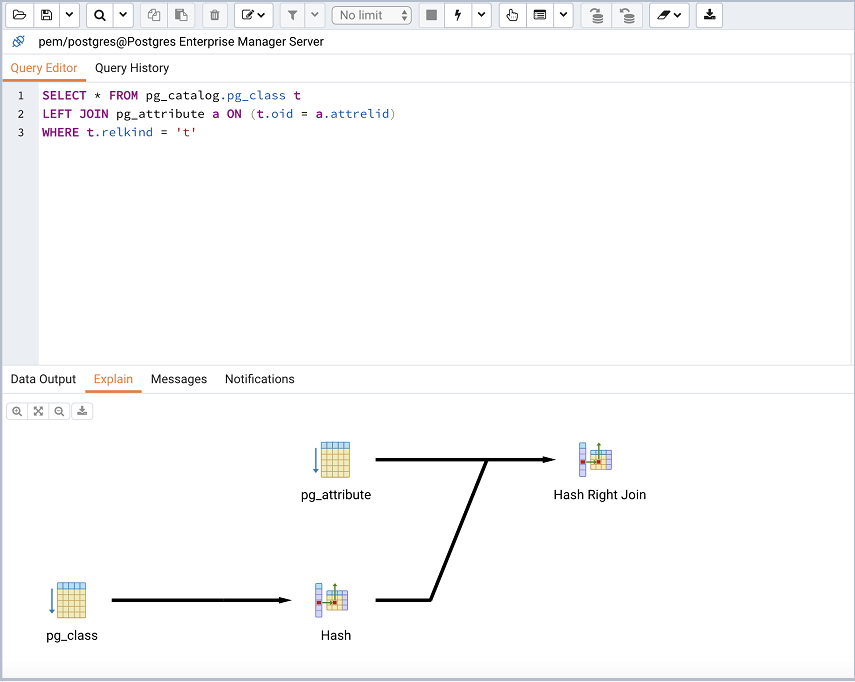 No limit
pem/postgres@Postgres Enterprise Manager Server
Query Editor Query History
1 SELECT * FROM pg_catalog.pg_class t
2 LEFT JOIN pg_attribute a ON (t.oid = a.attrelid)
3 WHERE t.relkind = 't'
Data Output Explain Messages Notifications
pg_attribute Hash Right Join
pg_class Hash